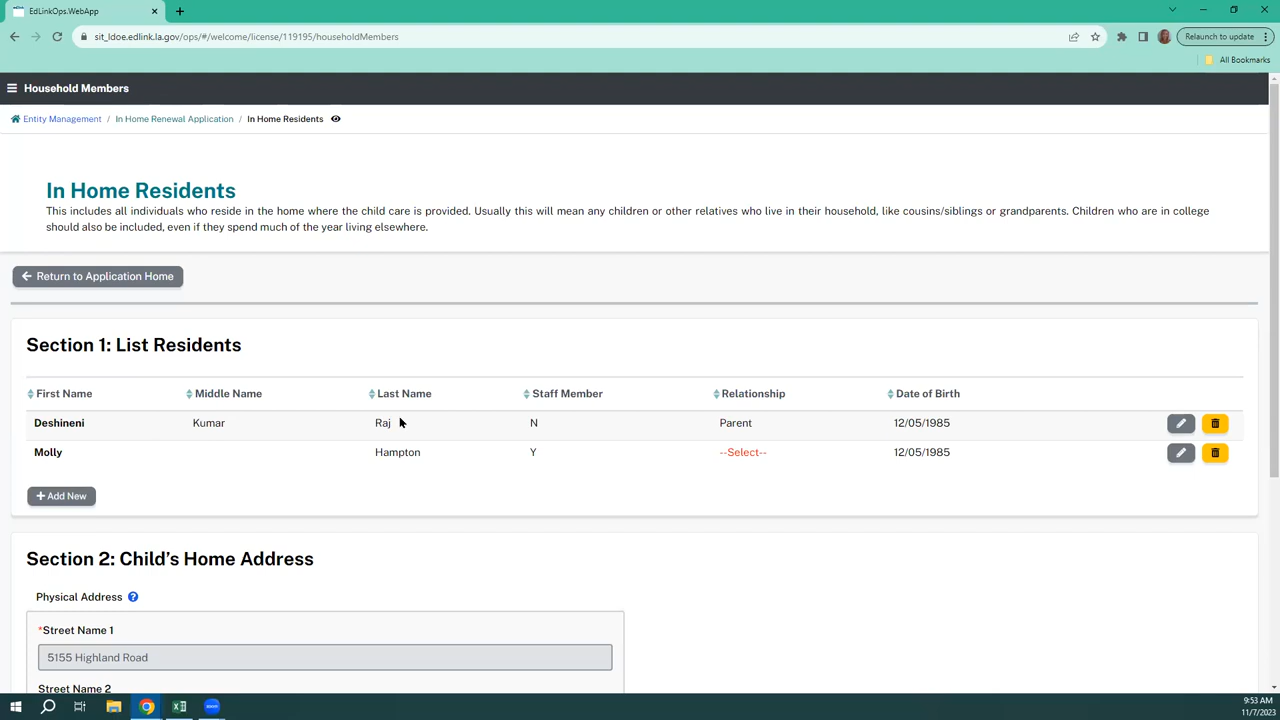 EdLinkOps.WebApp
sit_ldoe.edlink.la.gov/ops/#/welcome/license/119195/householdMembers
Relaunch to update
All Bookmarks
Household Members
Entity Management / In Home Renewal Application / In Home Residents
In Home Residents
This includes all individuals who reside in the home where the child care is provided. Usually this will mean any children or other relatives who live in their household, like cousins/siblings or grandparents. Children who are in college
should also be included, even if they spend much of the year living elsewhere.
Return to Application Home
Section 1: List Residents
First Name Middle Name Last Name Staff Member Relationship Date of Birth
Deshineni Kumar Raj N Parent 12/05/1985
Molly Hampton Y --Select-- 12/05/1985
+ Add New
Section 2: Child's Home Address
Physical Address ?
*Street Name 1
5155 Highland Road
Street Name 2
9:53 AM
11/7/2023